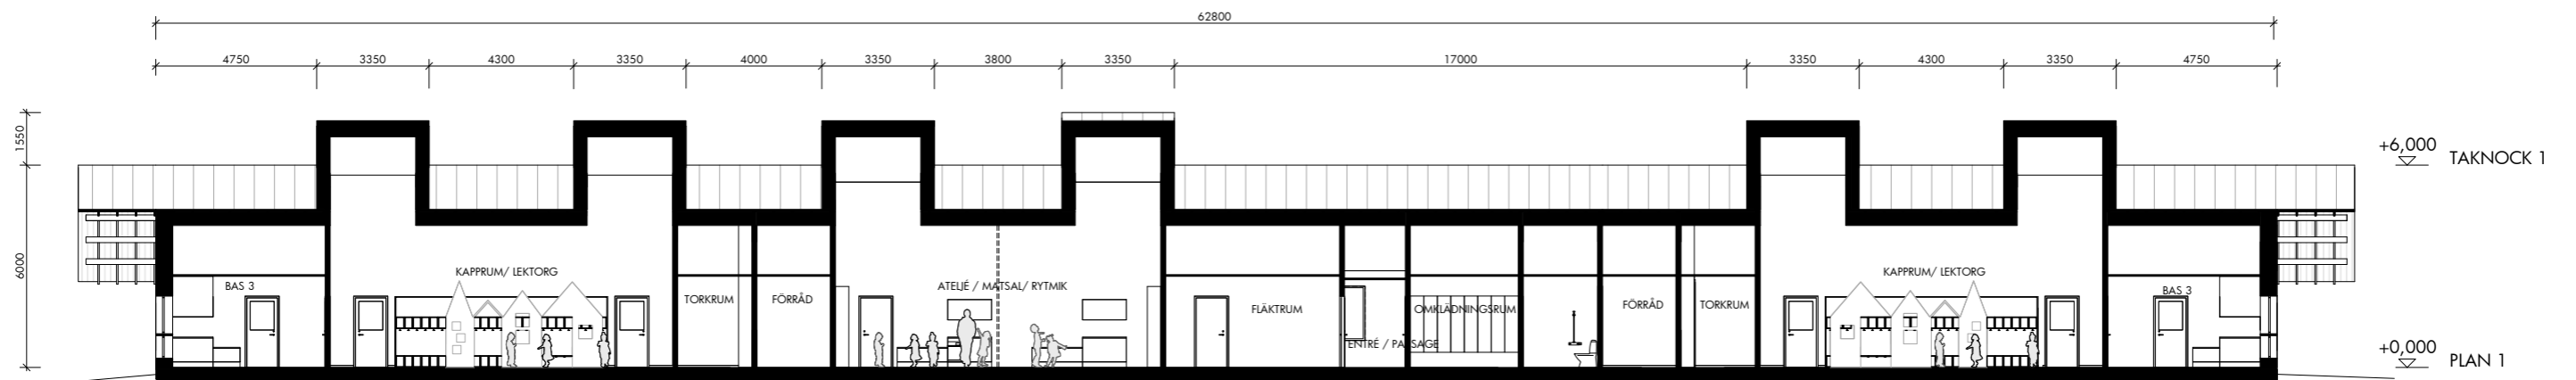 62800
4750 3350 4300 3350 4000 3350 3800 3350 17000 3350 4300 3350 4750
1550
+6,000 TAKNOCK 1
6000
KAPPRUM/ LEKTORG KAPPRUM/ LEKTORG
BAS 3 ATELJÉ / MATSAL/ RYTMIK BAS 3
TORKRUM FÖRRÅD FÖRRÅD TORKRUM
FLÄKTRUM OMKLÄDNINGSRUM
ENTRÉ / PASSAGE
+0,000 PLAN 1